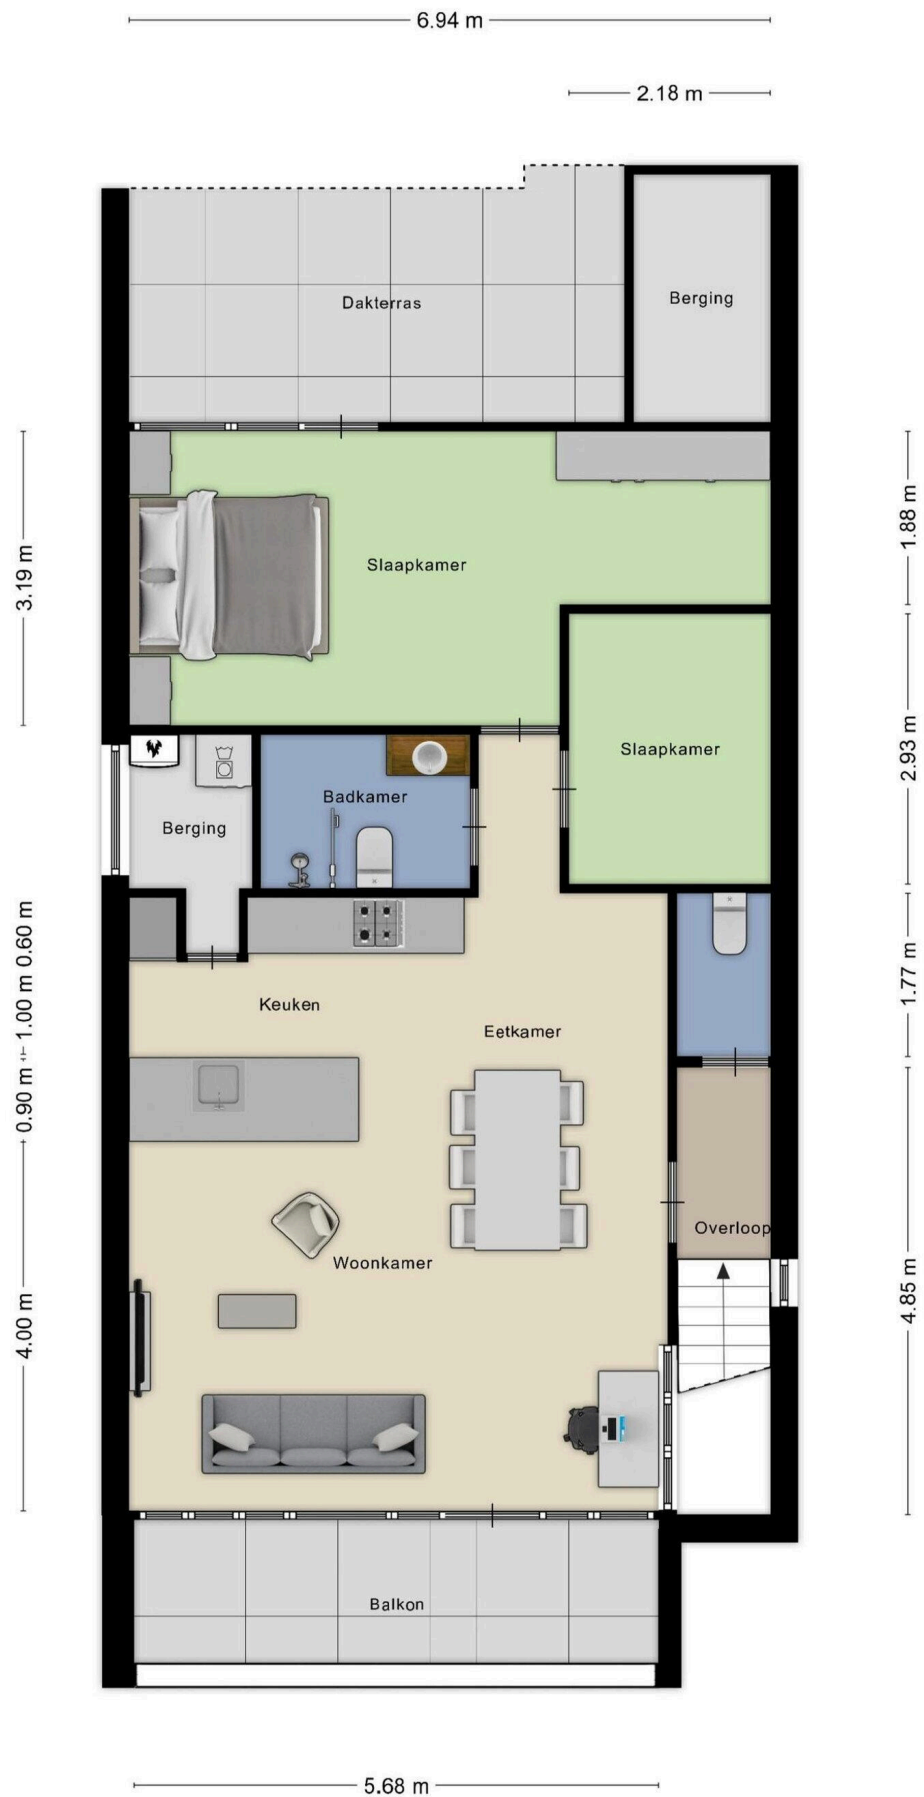 6.94 m
2.18 m
Dakterras
Berging
3.19 m
1.88 m
Slaapkamer
Slaapkamer
2.93 m
Badkamer
Berging
0.60 m
1.00 m
0.90 m
1.77 m
Keuken
Eetkamer
Overloop
Woonkamer
4.00 m
4.85 m
Balkon
5.68 m